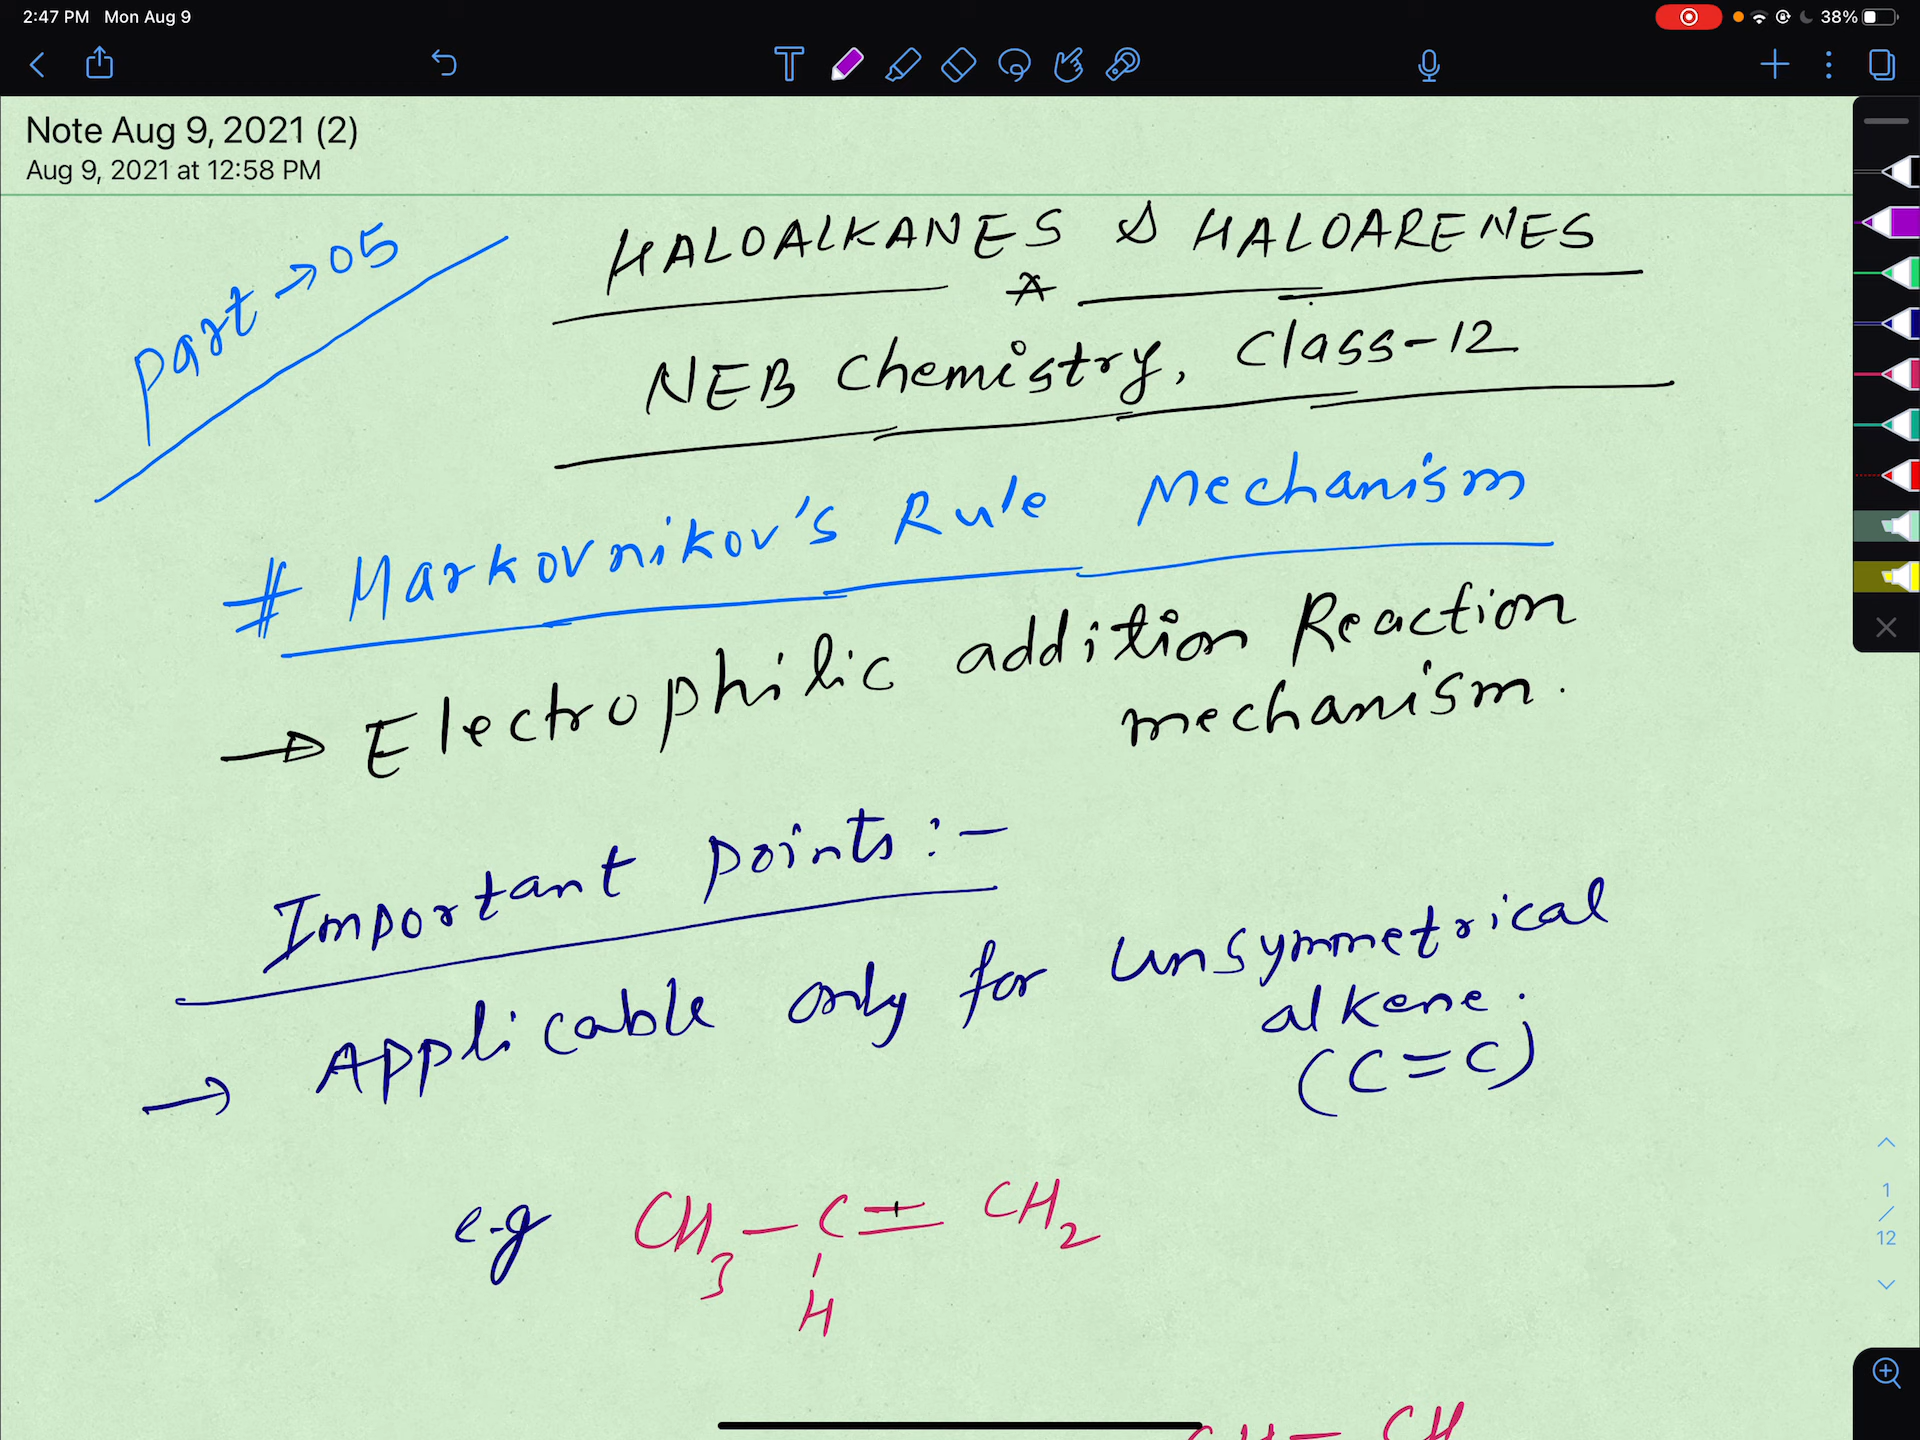 2:47 PM Mon Aug 9
38%
Note Aug 9, 2021 (2)
Aug 9, 2021 at 12:58 PM
Part → 05
HALOALKANES & HALOARENES
NEB Chemistry, Class-12
# Markovnikov's Rule Mechanism
→ Electrophilic addition Reaction
mechanism.
Important points :-
→ Applicable only for unsymmetrical
alkene.
(C=C)
e.g CH3 - C = CH2
H
1
/
12
CH - CH